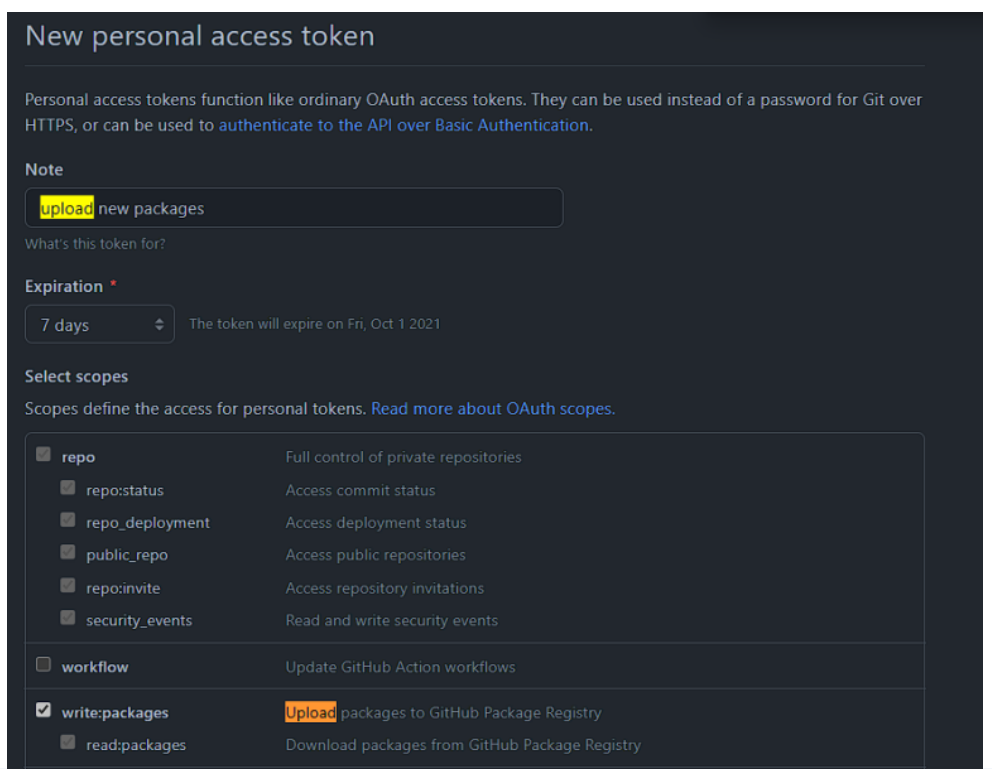 New personal access token
Personal access tokens function like ordinary OAuth access tokens. They can be used instead of a password for Git over
HTTPS, or can be used to authenticate to the API over Basic Authentication.
Note
upload new packages
What's this token for?
Expiration *
7 days The token will expire on Fri, Oct 1 2021
Select scopes
Scopes define the access for personal tokens. Read more about OAuth scopes.
repo Full control of private repositories
repo:status Access commit status
repo_deployment Access deployment status
public_repo Access public repositories
repo:invite Access repository invitations
security_events Read and write security events
workflow Update GitHub Action workflows
write:packages Upload packages to GitHub Package Registry
read:packages Download packages from GitHub Package Registry